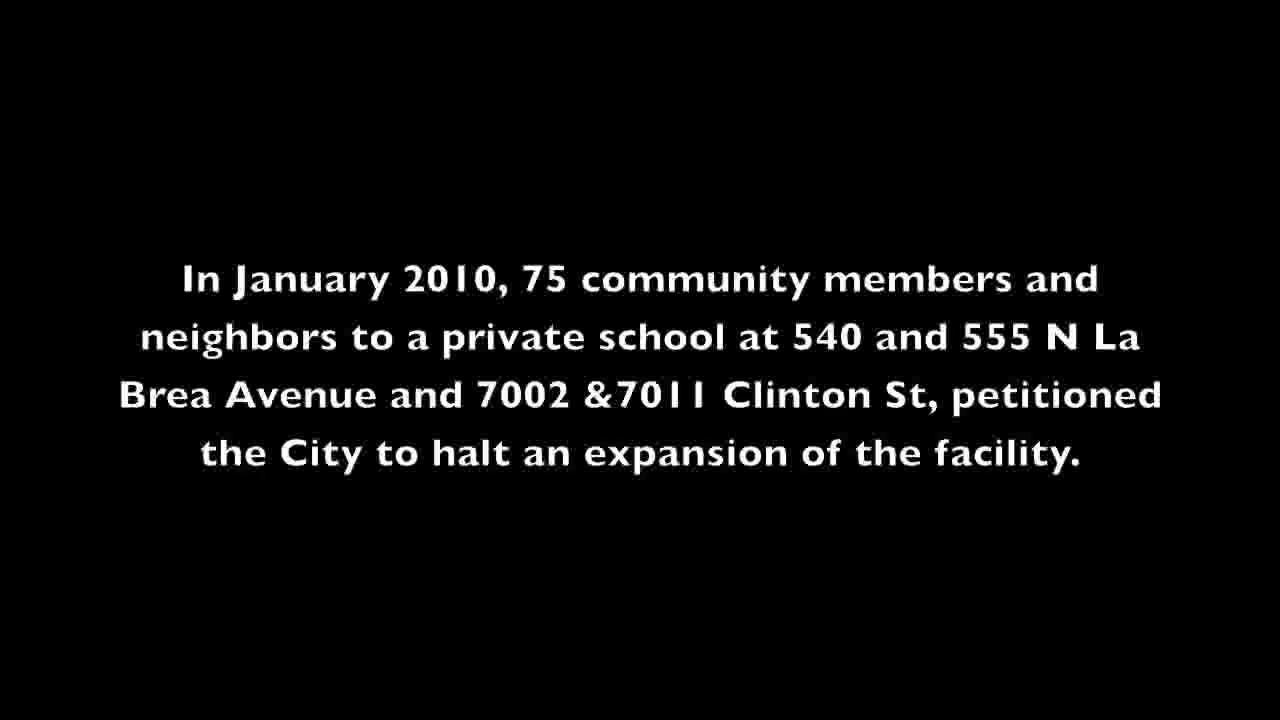 In January 2010, 75 community members and
neighbors to a private school at 540 and 555 N La
Brea Avenue and 7002 &7011 Clinton St, petitioned
the City to halt an expansion of the facility.